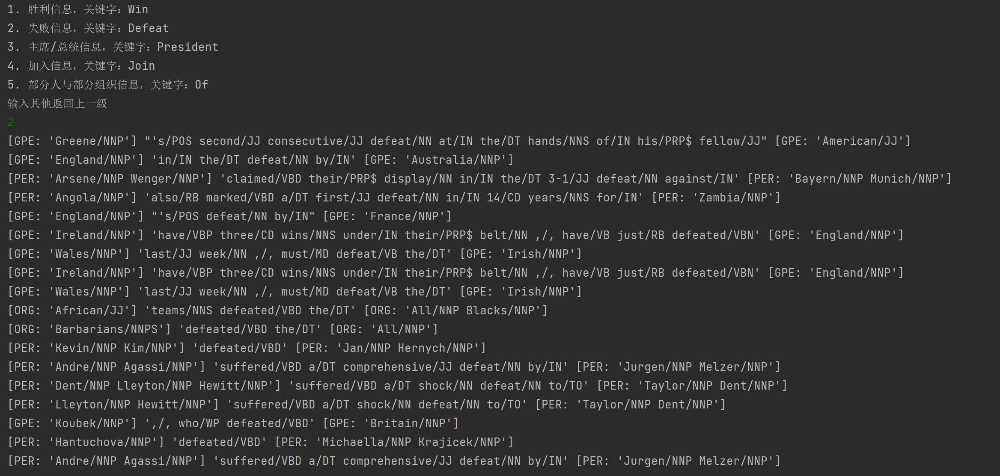 1. 胜利信息，关键字：Win
2. 失败信息，关键字：Defeat
3. 主席/总统信息，关键字：President
4. 加入信息，关键字：Join
5. 部分人与部分组织信息，关键字：Of
输入其他返回上一级
2
[GPE: 'Greene/NNP'] "'s/POS second/JJ consecutive/JJ defeat/NN at/IN the/DT hands/NNS of/IN his/PRP$ fellow/JJ" [GPE: 'American/JJ']
[GPE: 'England/NNP'] 'in/IN the/DT defeat/NN by/IN' [GPE: 'Australia/NNP']
[PER: 'Arsene/NNP Wenger/NNP'] 'claimed/VBD their/PRP$ display/NN in/IN the/DT 3-1/JJ defeat/NN against/IN' [PER: 'Bayern/NNP Munich/NNP']
[PER: 'Angola/NNP'] 'also/RB marked/VBD a/DT first/JJ defeat/NN in/IN 14/CD years/NNS for/IN' [PER: 'Zambia/NNP']
[GPE: 'England/NNP'] "'s/POS defeat/NN by/IN" [GPE: 'France/NNP']
[GPE: 'Ireland/NNP'] 'have/VBP three/CD wins/NNS under/IN their/PRP$ belt/NN ,/, have/VB just/RB defeated/VBN' [GPE: 'England/NNP']
[GPE: 'Wales/NNP'] 'last/JJ week/NN ,/, must/MD defeat/VB the/DT' [GPE: 'Irish/NNP']
[GPE: 'Ireland/NNP'] 'have/VBP three/CD wins/NNS under/IN their/PRP$ belt/NN ,/, have/VB just/RB defeated/VBN' [GPE: 'England/NNP']
[GPE: 'Wales/NNP'] 'last/JJ week/NN ,/, must/MD defeat/VB the/DT' [GPE: 'Irish/NNP']
[ORG: 'African/JJ'] 'teams/NNS defeated/VBD the/DT' [ORG: 'All/NNP Blacks/NNP']
[ORG: 'Barbarians/NNPS'] 'defeated/VBD the/DT' [ORG: 'All/NNP']
[PER: 'Kevin/NNP Kim/NNP'] 'defeated/VBD' [PER: 'Jan/NNP Hernych/NNP']
[PER: 'Andre/NNP Agassi/NNP'] 'suffered/VBD a/DT comprehensive/JJ defeat/NN by/IN' [PER: 'Jurgen/NNP Melzer/NNP']
[PER: 'Dent/NNP Lleyton/NNP Hewitt/NNP'] 'suffered/VBD a/DT shock/NN defeat/NN to/TO' [PER: 'Taylor/NNP Dent/NNP']
[PER: 'Lleyton/NNP Hewitt/NNP'] 'suffered/VBD a/DT shock/NN defeat/NN to/TO' [PER: 'Taylor/NNP Dent/NNP']
[GPE: 'Koubek/NNP'] ',/, who/WP defeated/VBD' [GPE: 'Britain/NNP']
[PER: 'Hantuchova/NNP'] 'defeated/VBD' [PER: 'Michaella/NNP Krajicek/NNP']
[PER: 'Andre/NNP Agassi/NNP'] 'suffered/VBD a/DT comprehensive/JJ defeat/NN by/IN' [PER: 'Jurgen/NNP Melzer/NNP']